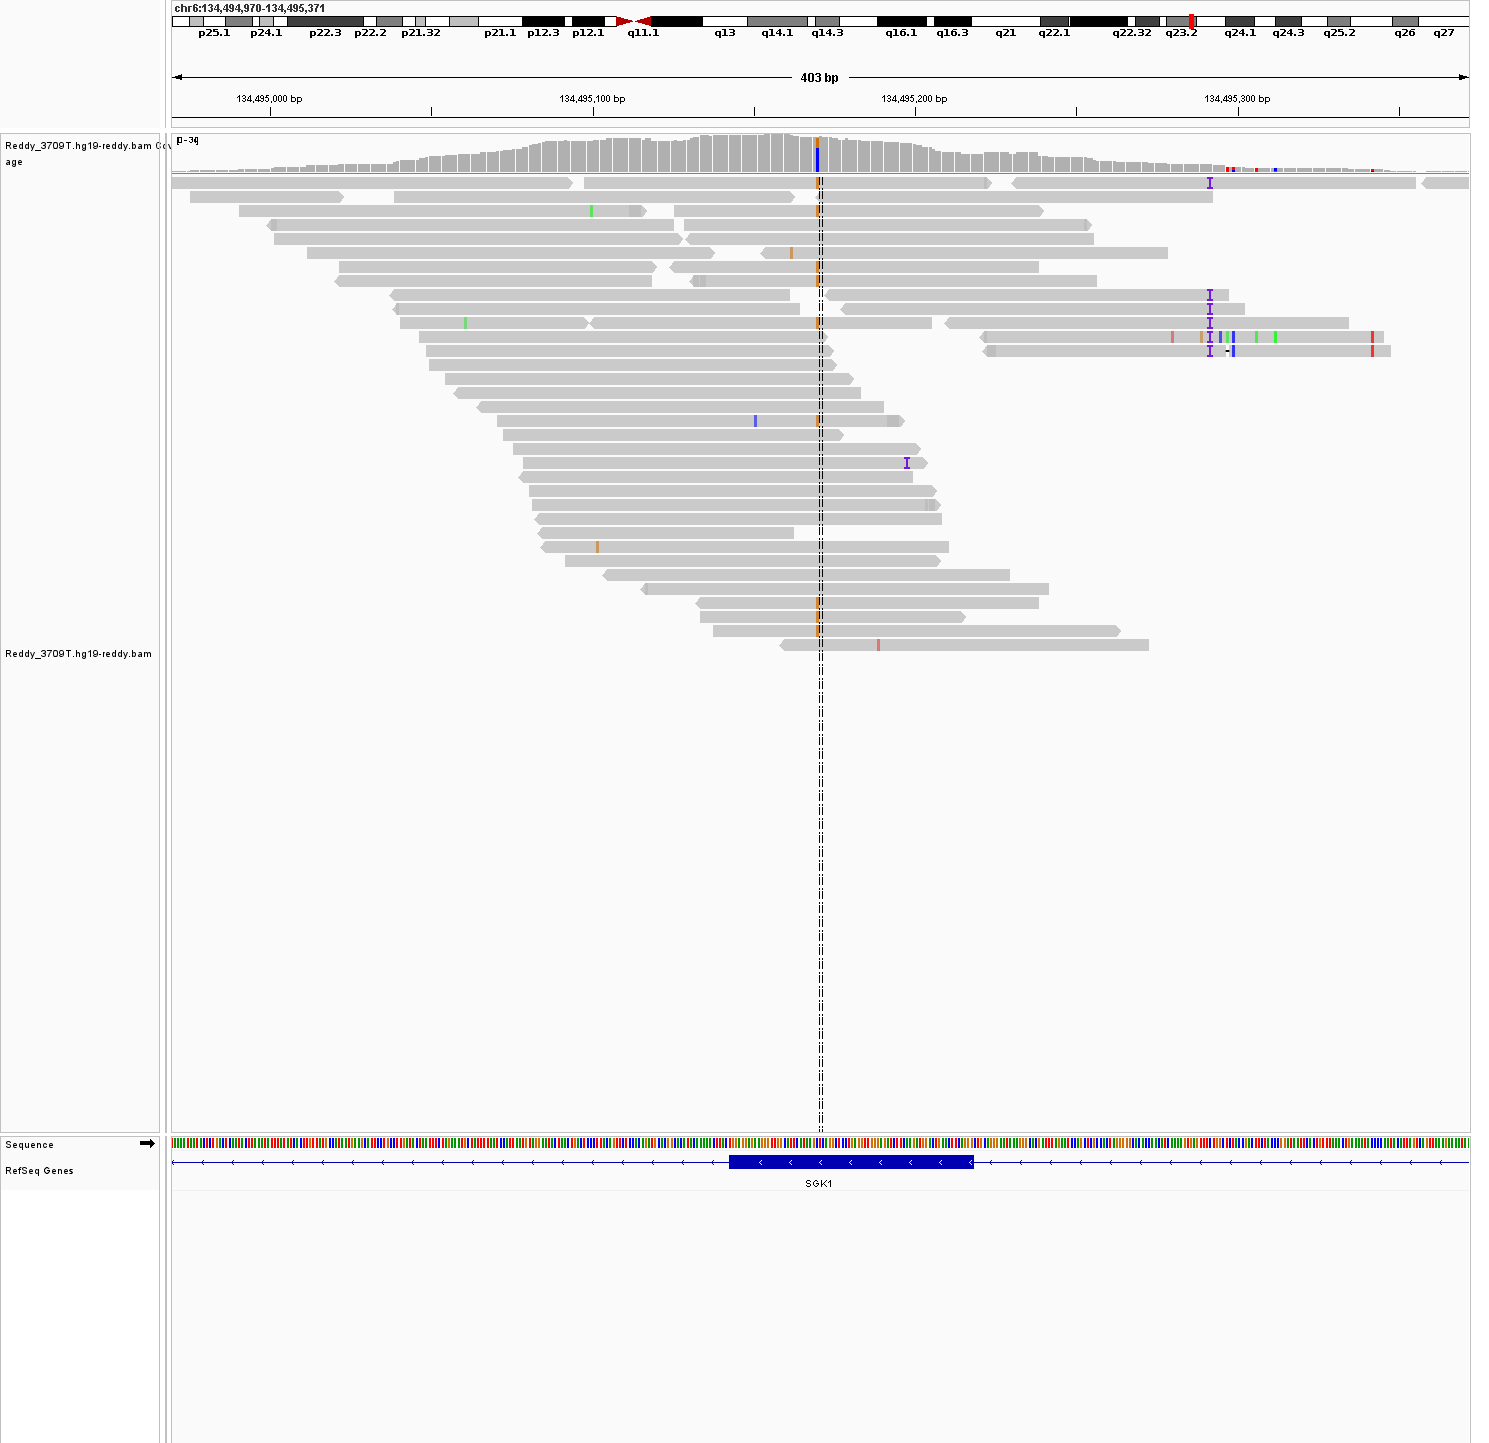 chr6:134,494,970-134,495,371
p25.1 p24.1 p22.3 p22.2 p21.32 p21.1 p12.3 p12.1 q11.1 q13 q14.1 q14.3 q16.1 q16.3 q21 q22.1 q22.32 q23.2 q24.1 q24.3 q25.2 q26 q27
403 bp
134,495,000 bp 134,495,100 bp 134,495,200 bp 134,495,300 bp
Reddy_3709T.hg19-reddy.bam
age
Reddy_3709T.hg19-reddy.bam
Sequence
RefSeq Genes
SGK1